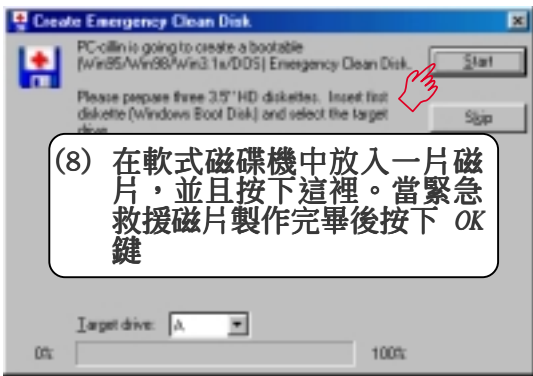 Create Emergency Clean Disk
PC-cillin is going to create a bootable
(Win95/Win98/Win3.1x/DOS) Emergency Clean Disk.
Start
Please prepare three 3.5" HD diskettes. Insert first
diskette (Windows Boot Disk) and select the target
drive.
Skip
(8) 在軟式磁碟機中放入一片磁
片，並且按下這裡。當緊急
救援磁片製作完畢後按下 OK
鍵
Target drive: A:
0% 100%